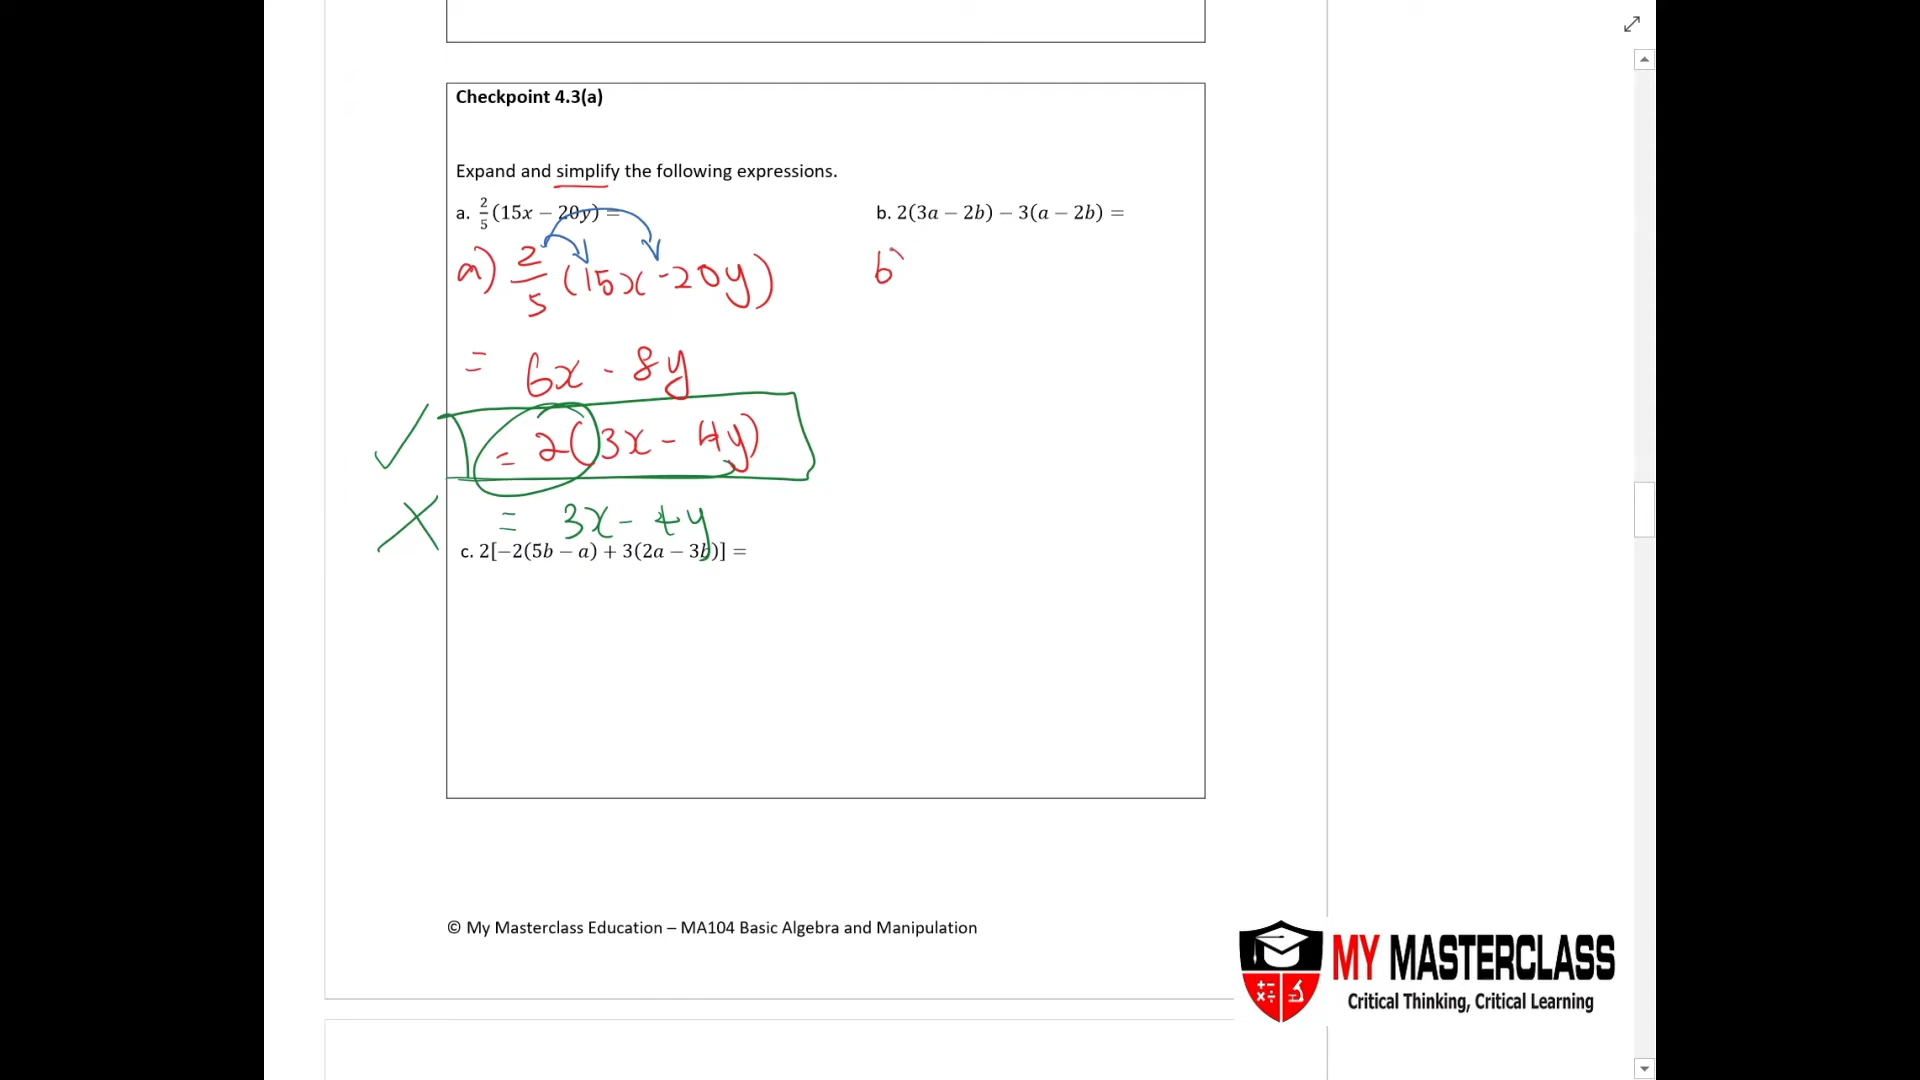 Checkpoint 4.3(a)
Expand and simplify the following expressions.
a. 2/5 (15x − 20y) =
b. 2(3a − 2b) − 3(a − 2b) =
a) 2/5 (15x - 20y)
b)
= 6x - 8y
= 2(3x - 4y)
= 3x - 4y
c. 2[−2(5b − a) + 3(2a − 3b)] =
© My Masterclass Education – MA104 Basic Algebra and Manipulation
MY MASTERCLASS
Critical Thinking, Critical Learning